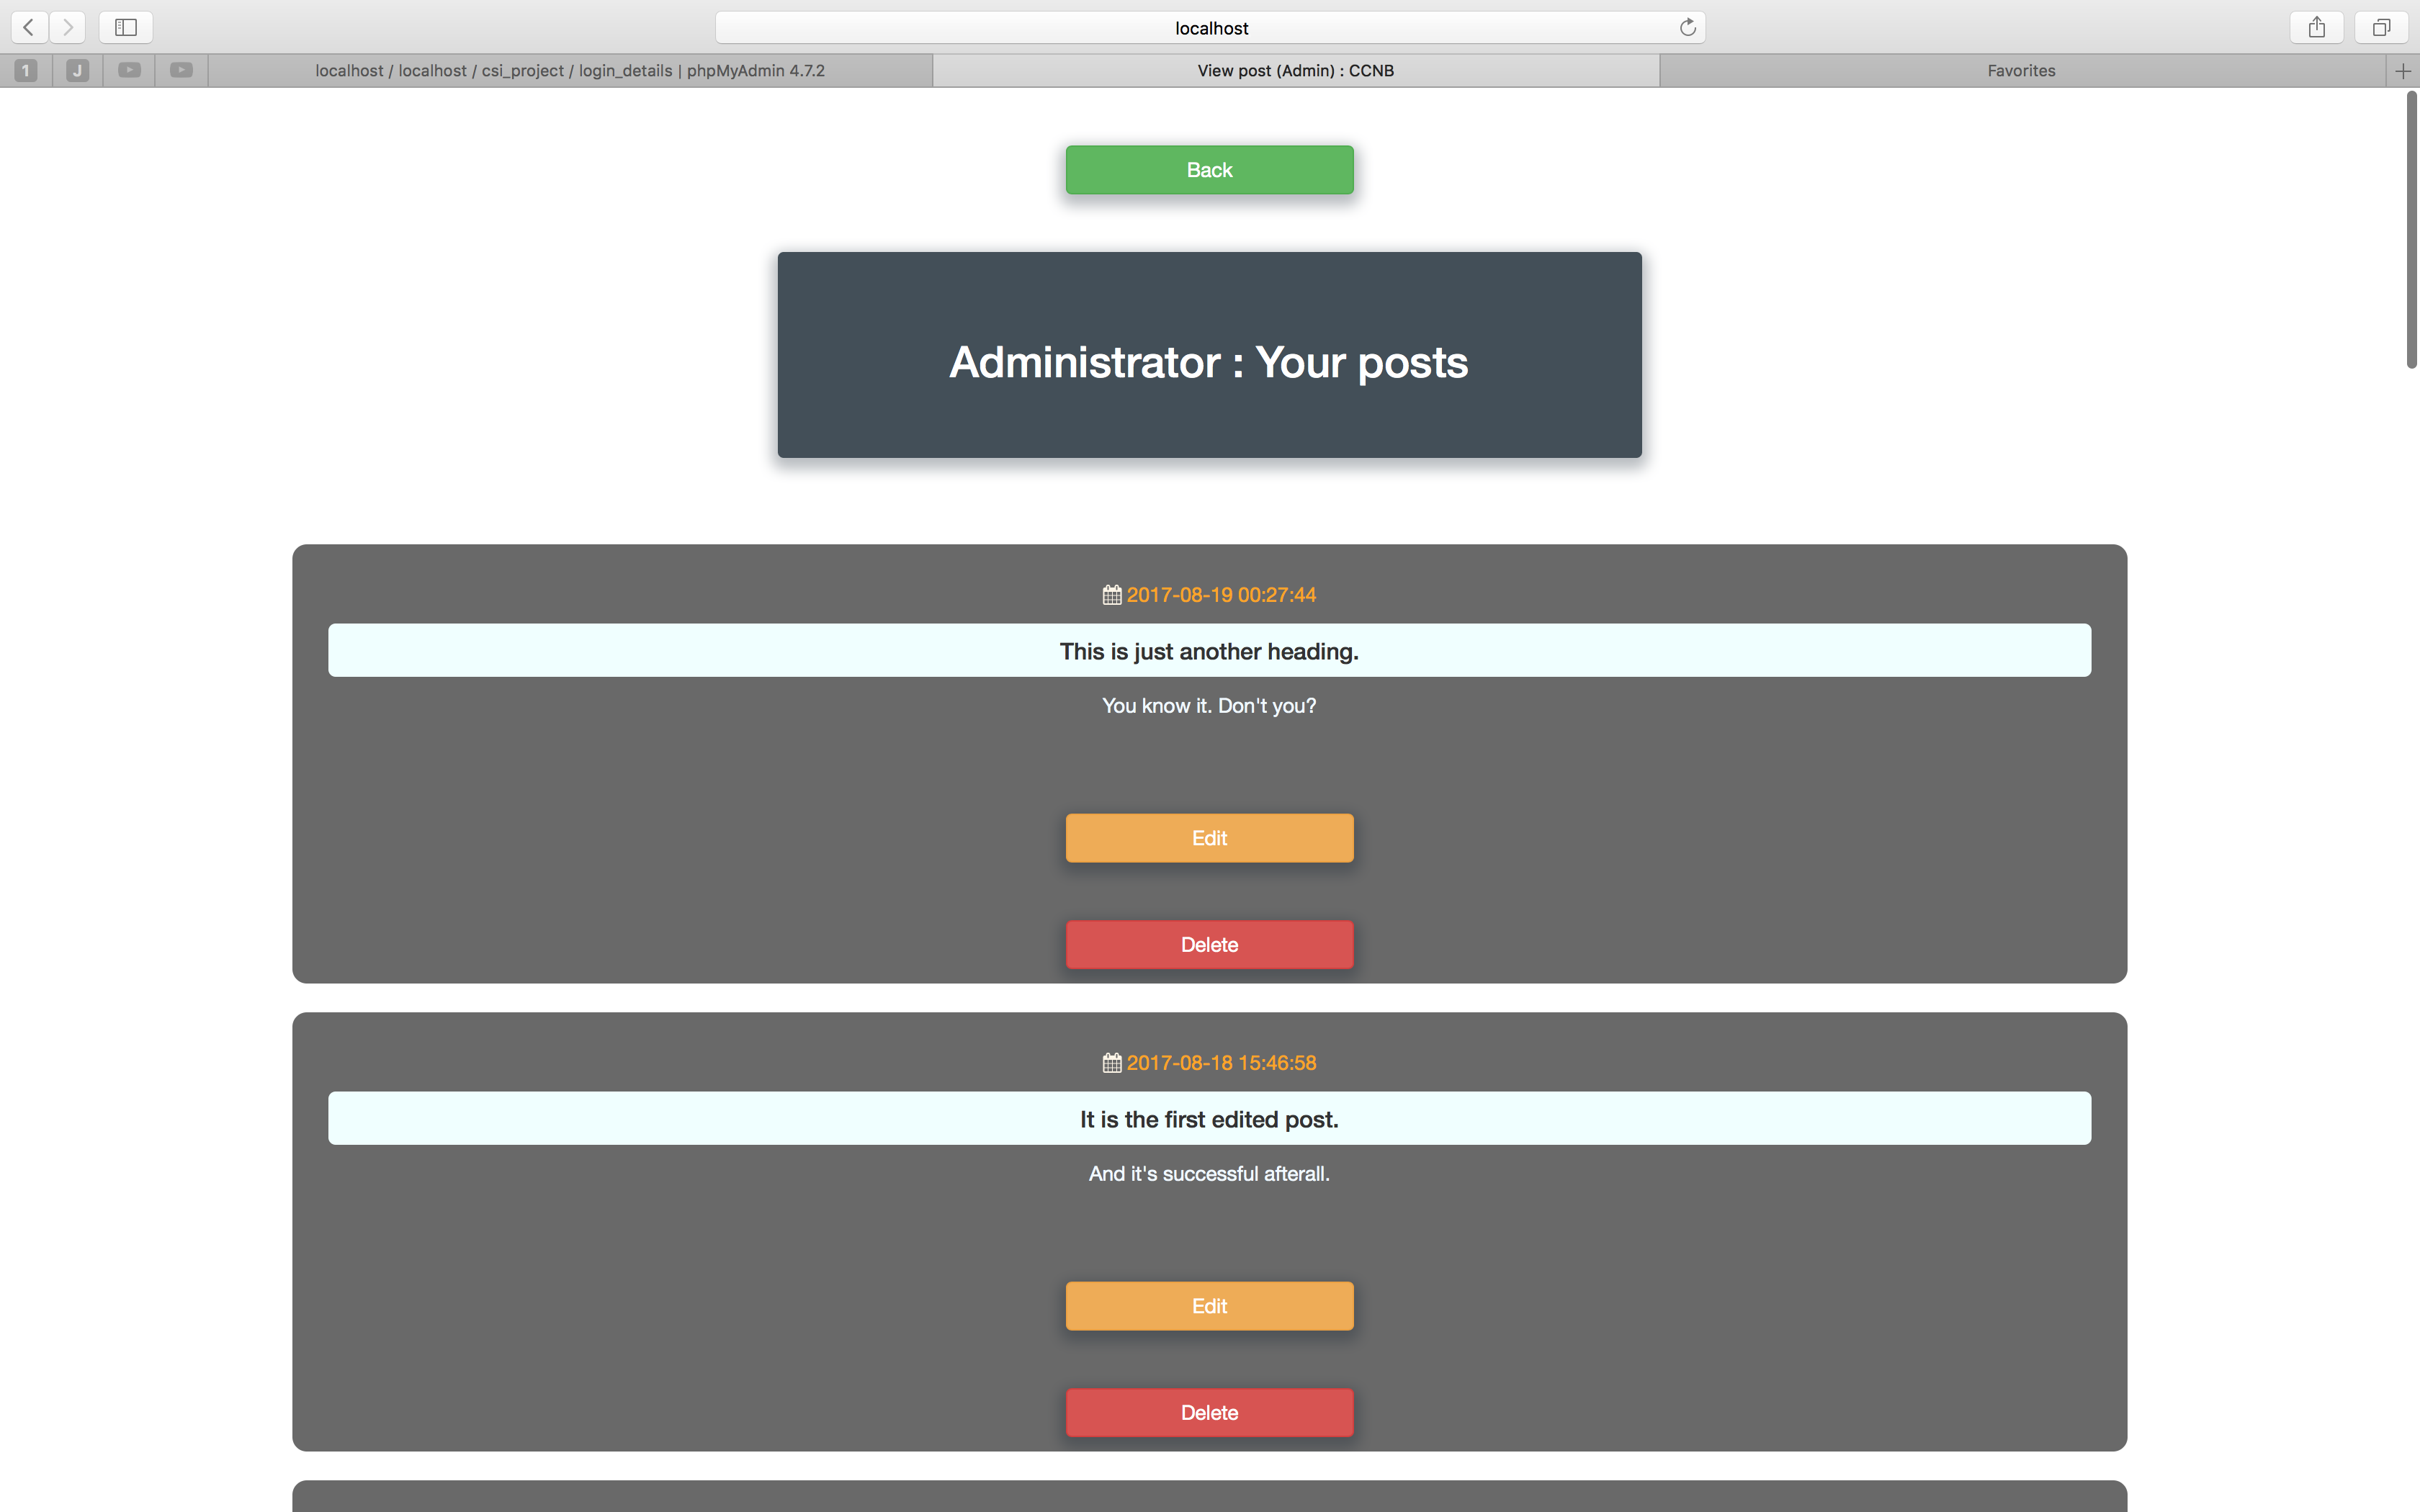 localhost
1
J
localhost / localhost / csi_project / login_details | phpMyAdmin 4.7.2
View post (Admin) : CCNB
Favorites
Back
Administrator : Your posts
2017-08-19 00:27:44
This is just another heading.
You know it. Don't you?
Edit
Delete
2017-08-18 15:46:58
It is the first edited post.
And it's successful afterall.
Edit
Delete